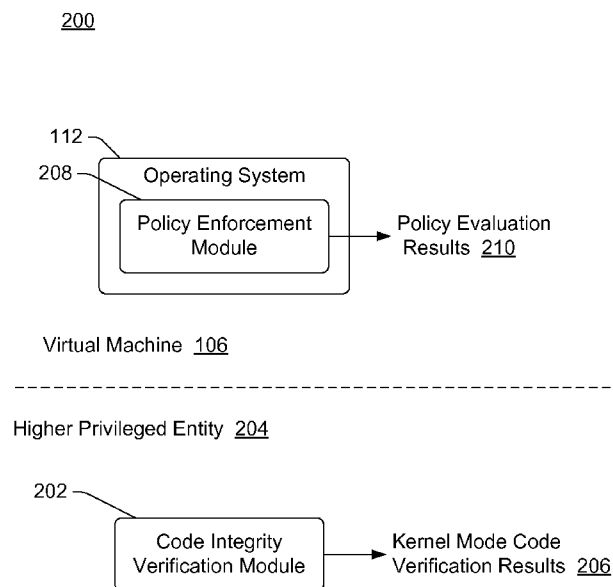 200
112
Operating System
208
Policy Enforcement
Module
Policy Evaluation
Results 210
Virtual Machine 106
Higher Privileged Entity 204
202
Code Integrity
Verification Module
Kernel Mode Code
Verification Results 206